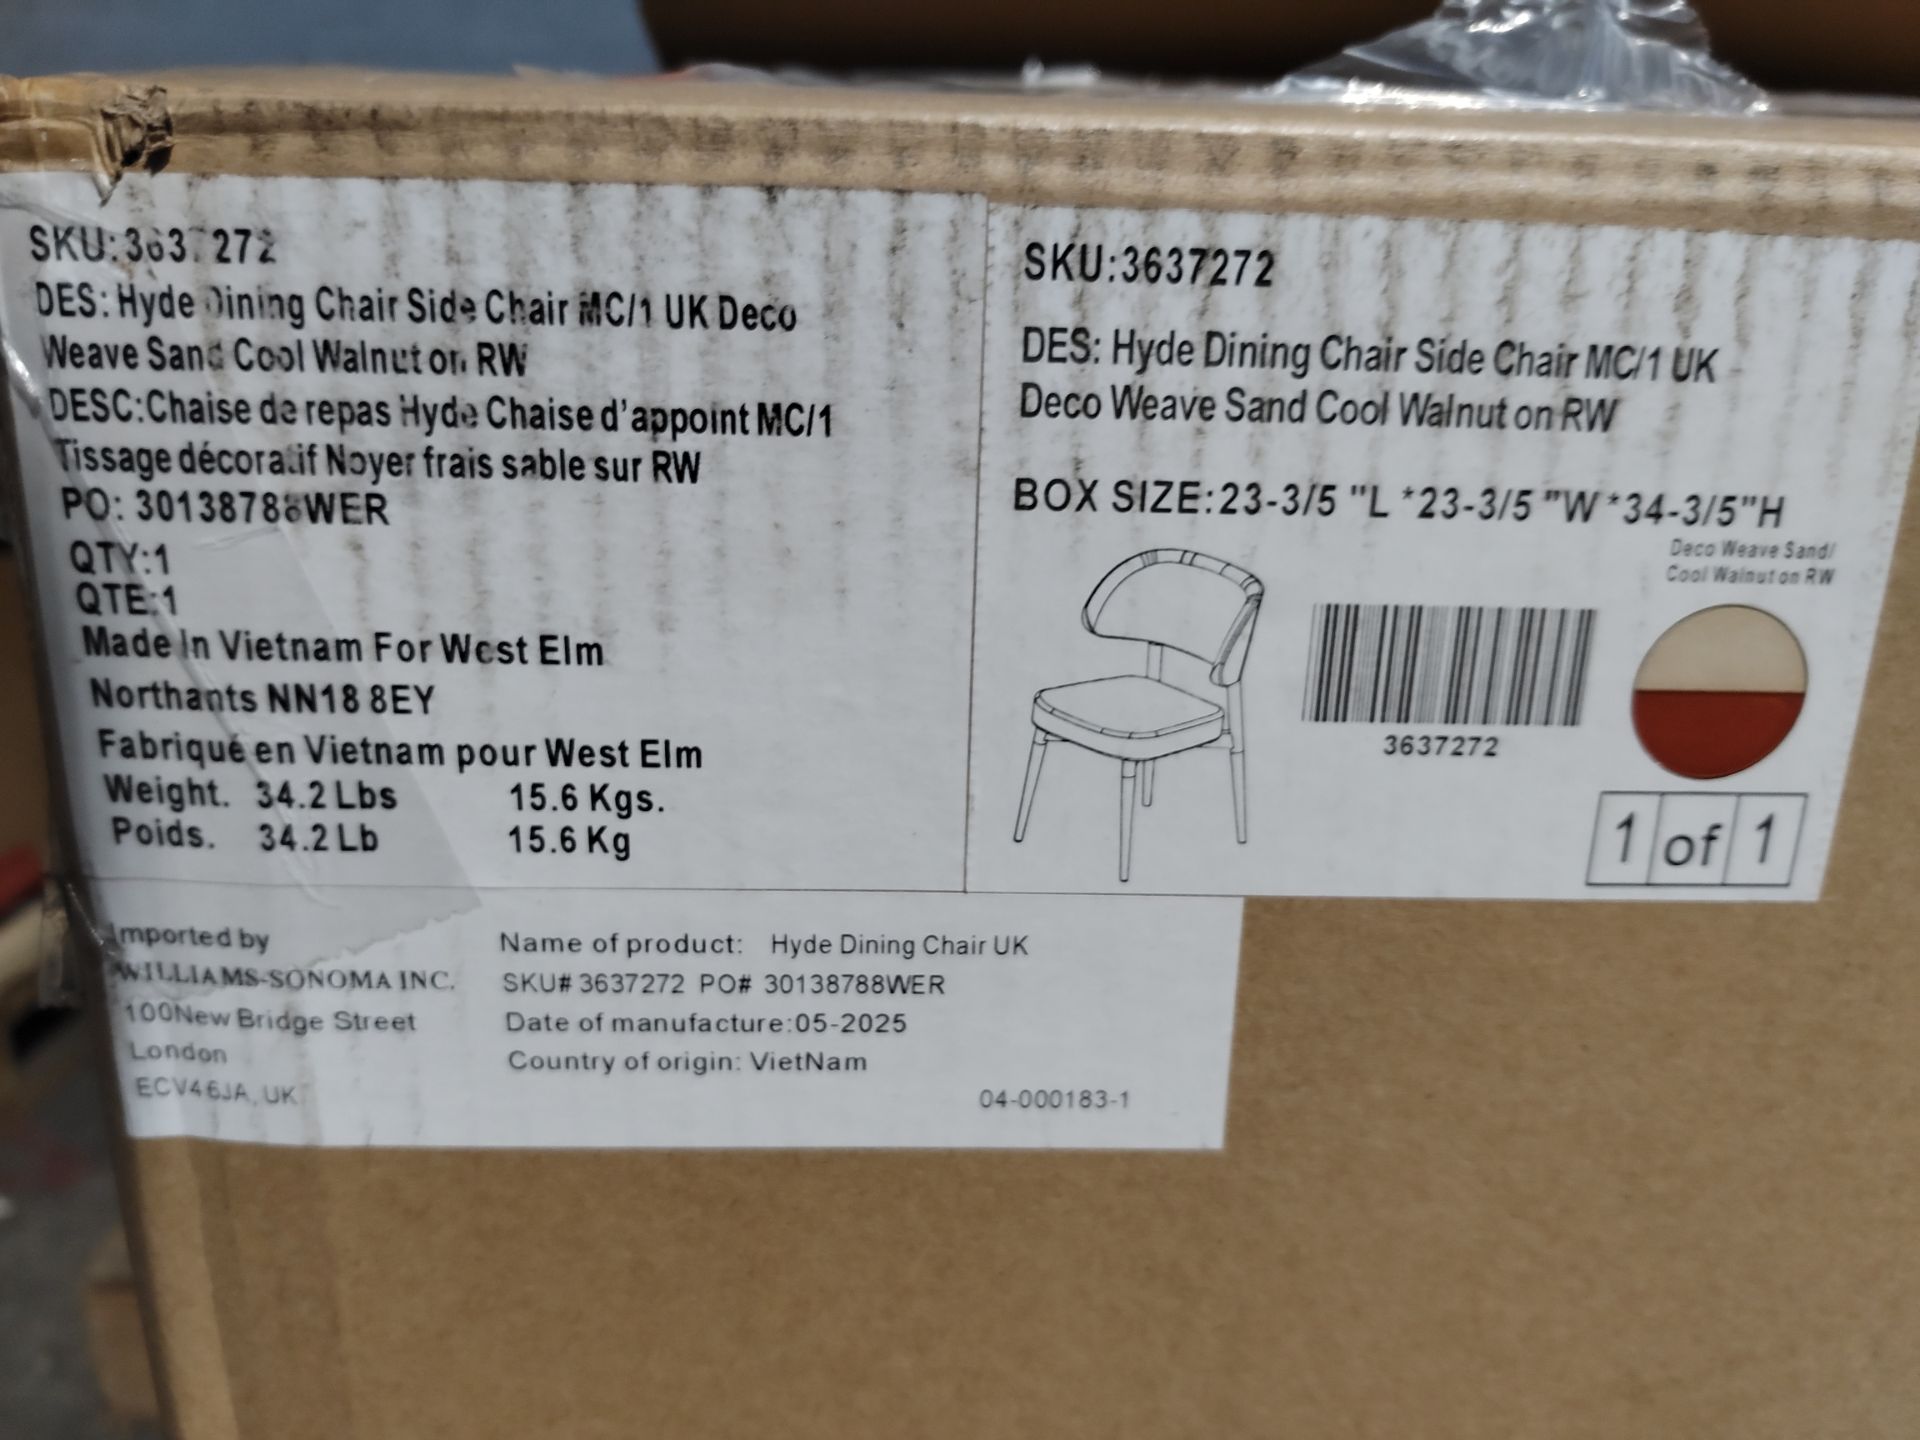 SKU:3637272
DES: Hyde Dining Chair Side Chair MC/1 UK Deco
Weave Sand Cool Walnut on RW
DESC:Chaise de repas Hyde Chaise d'appoint MC/1
Tissage décoratif Noyer frais sable sur RW
PO: 30138788WER
QTY:1
QTE:1
Made In Vietnam For West Elm
Northants NN18 8EY
Fabriqué en Vietnam pour West Elm
Weight. 34.2 Lbs 15.6 Kgs.
Poids. 34.2 Lb 15.6 Kg
SKU:3637272
DES: Hyde Dining Chair Side Chair MC/1 UK
Deco Weave Sand Cool Walnut on RW
BOX SIZE:23-3/5 "L *23-3/5 "W *34-3/5"H
Deco Weave Sand/
Cool Walnut on RW
3637272
1 of 1
Imported by
WILLIAMS-SONOMA INC.
100New Bridge Street
London
ECV46JA, UK
Name of product: Hyde Dining Chair UK
SKU# 3637272 PO# 30138788WER
Date of manufacture:05-2025
Country of origin: VietNam
04-000183-1